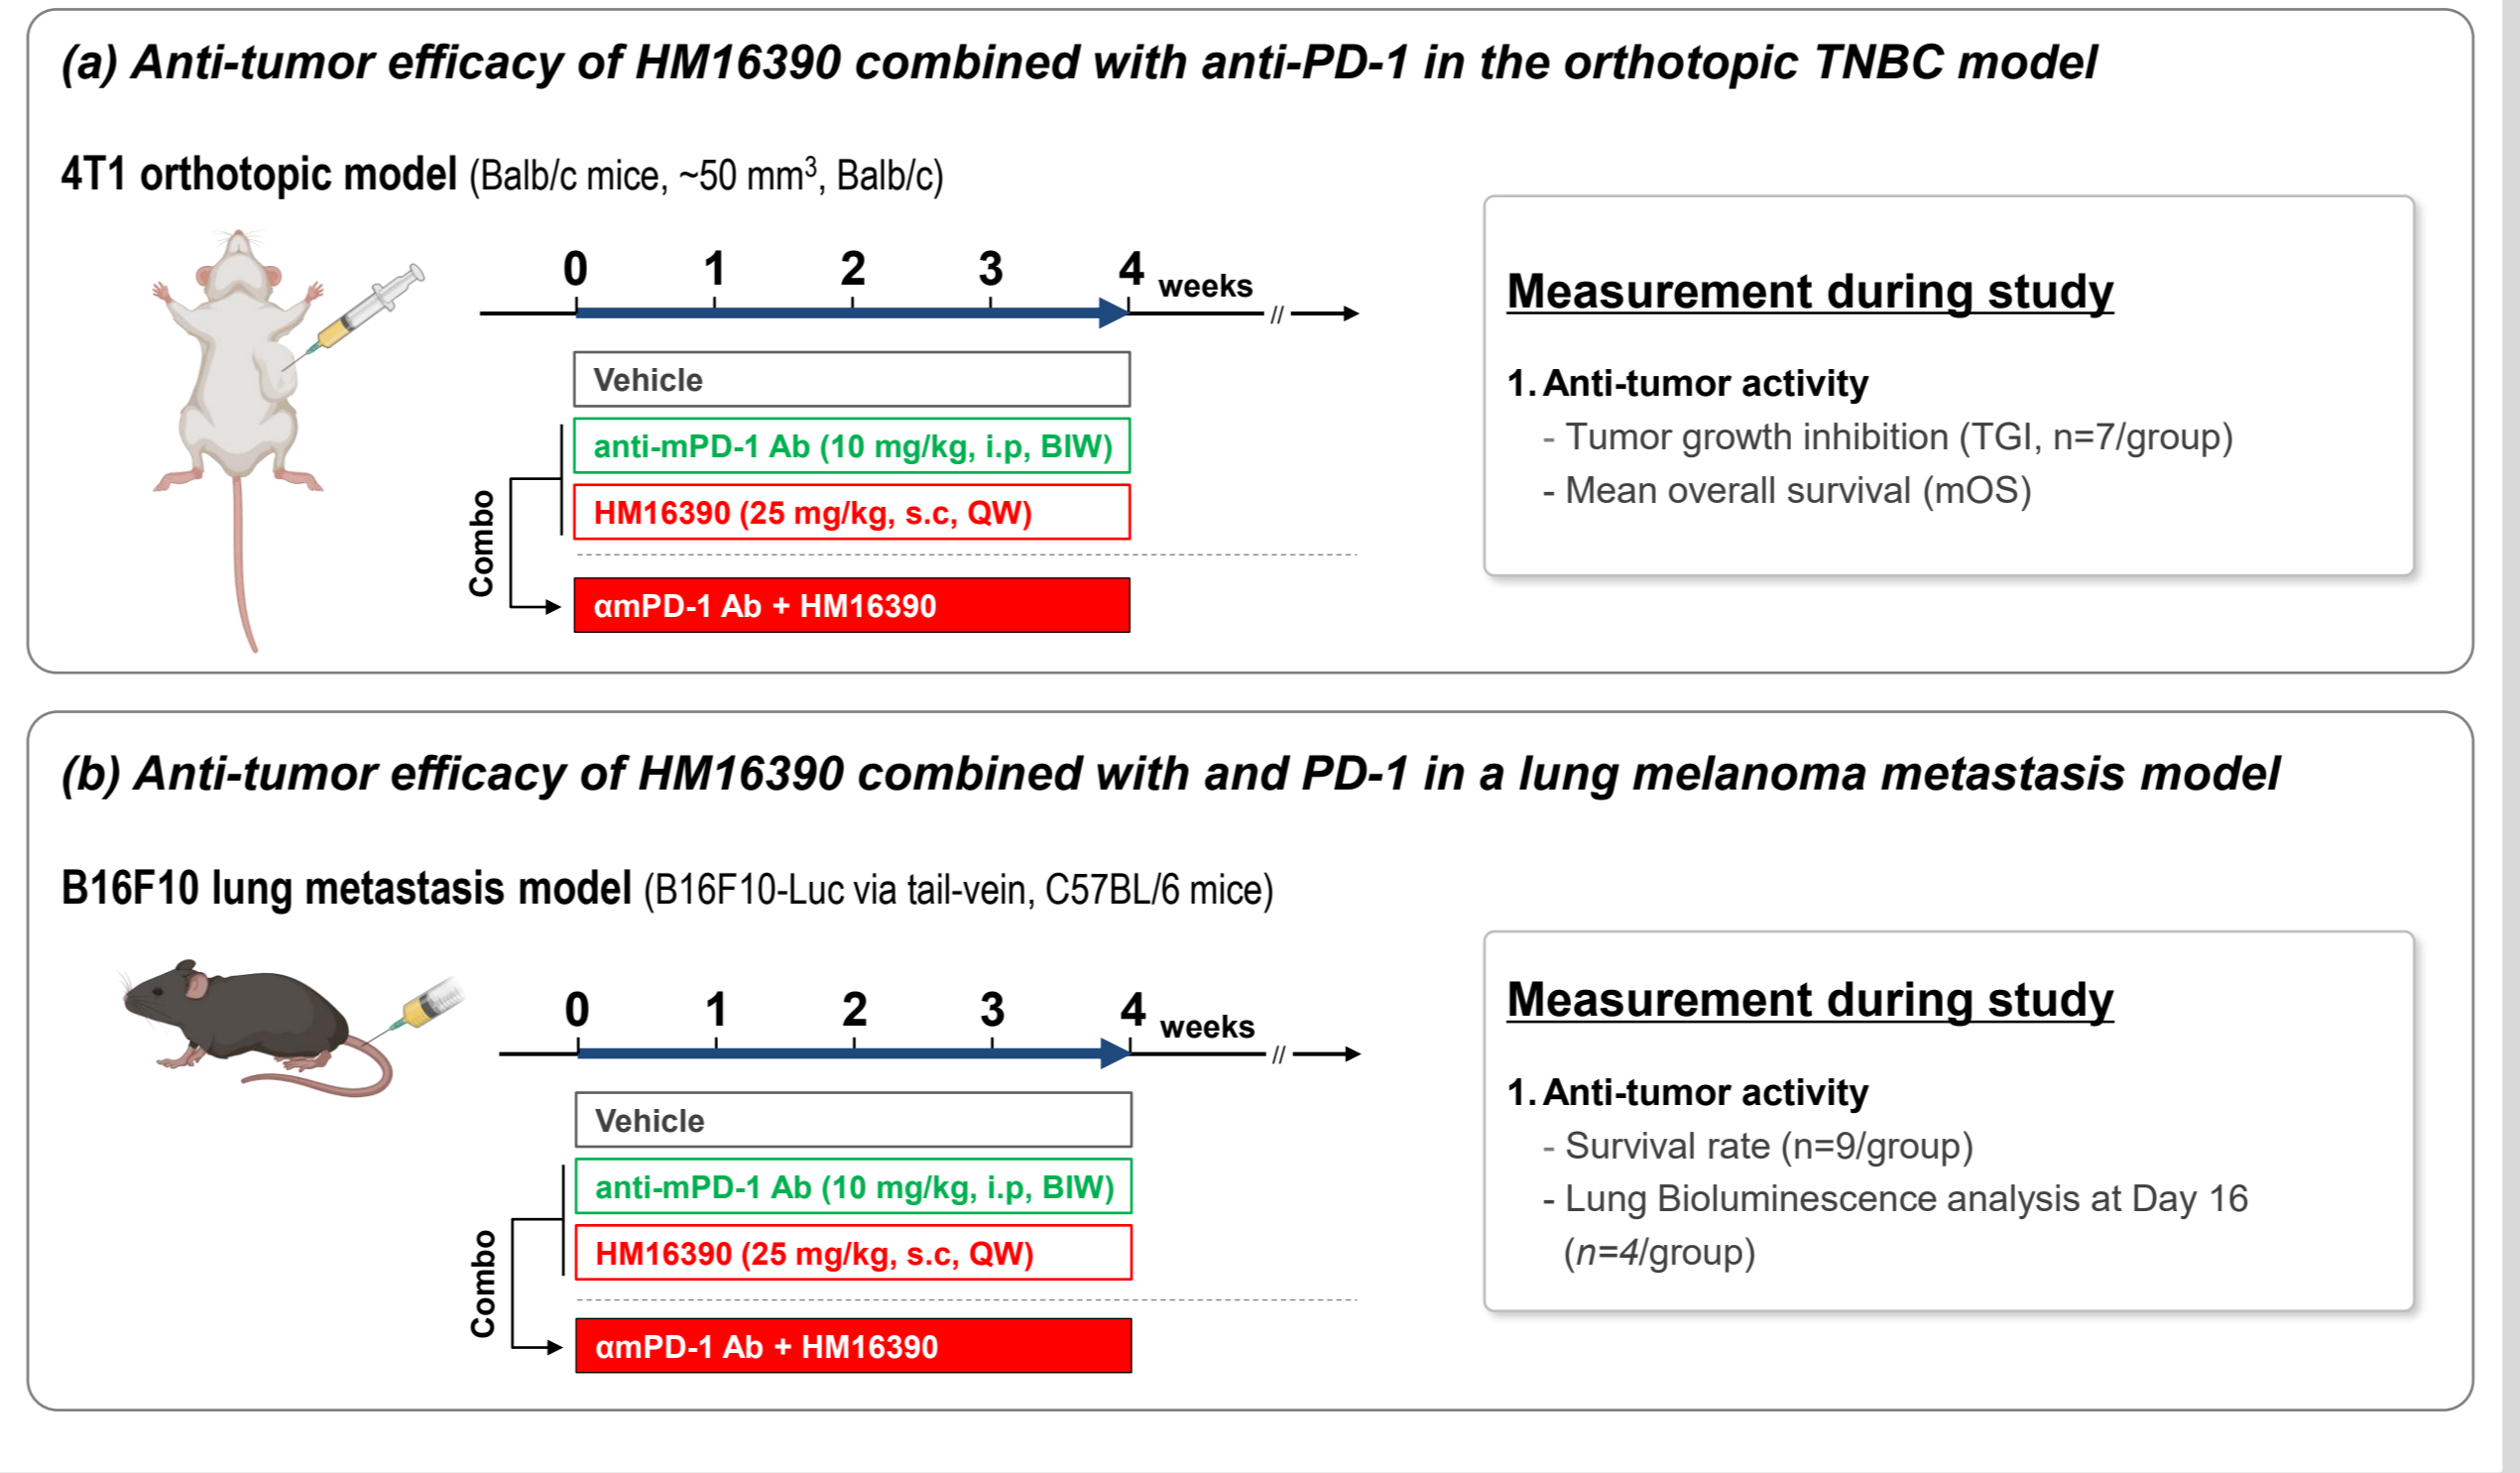 (a) Anti-tumor efficacy of HM16390 combined with anti-PD-1 in the orthotopic TNBC model
4T1 orthotopic model (Balb/c mice, ~50 mm³, Balb/c)
0 1 2 3 4 weeks
//
Vehicle
anti-mPD-1 Ab (10 mg/kg, i.p, BIW)
HM16390 (25 mg/kg, s.c, QW)
Combo
αmPD-1 Ab + HM16390
Measurement during study
1. Anti-tumor activity
- Tumor growth inhibition (TGI, n=7/group)
- Mean overall survival (mOS)
(b) Anti-tumor efficacy of HM16390 combined with and PD-1 in a lung melanoma metastasis model
B16F10 lung metastasis model (B16F10-Luc via tail-vein, C57BL/6 mice)
0 1 2 3 4 weeks
//
Vehicle
anti-mPD-1 Ab (10 mg/kg, i.p, BIW)
HM16390 (25 mg/kg, s.c, QW)
Combo
αmPD-1 Ab + HM16390
Measurement during study
1. Anti-tumor activity
- Survival rate (n=9/group)
- Lung Bioluminescence analysis at Day 16
(n=4/group)